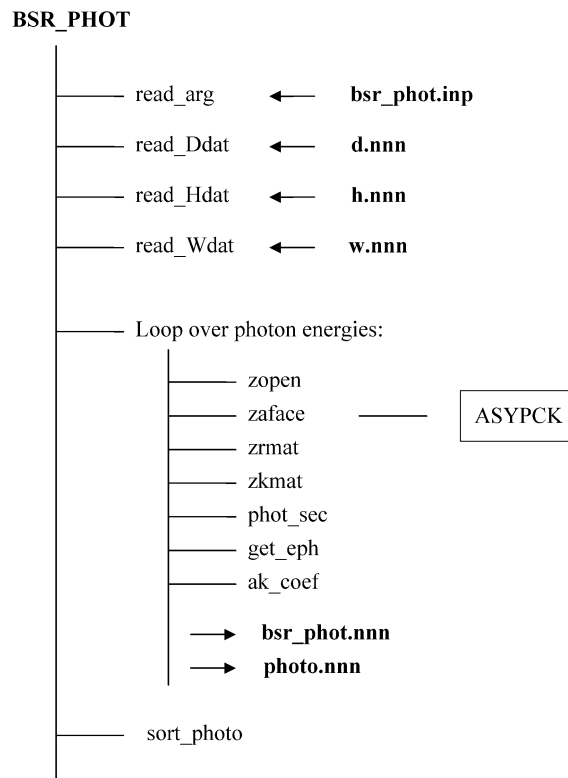 BSR_PHOT
read_arg bsr_phot.inp
read_Ddat d.nnn
read_Hdat h.nnn
read_Wdat w.nnn
Loop over photon energies:
zopen
zaface ASYPCK
zrmat
zkmat
phot_sec
get_eph
ak_coef
bsr_phot.nnn
photo.nnn
sort_photo